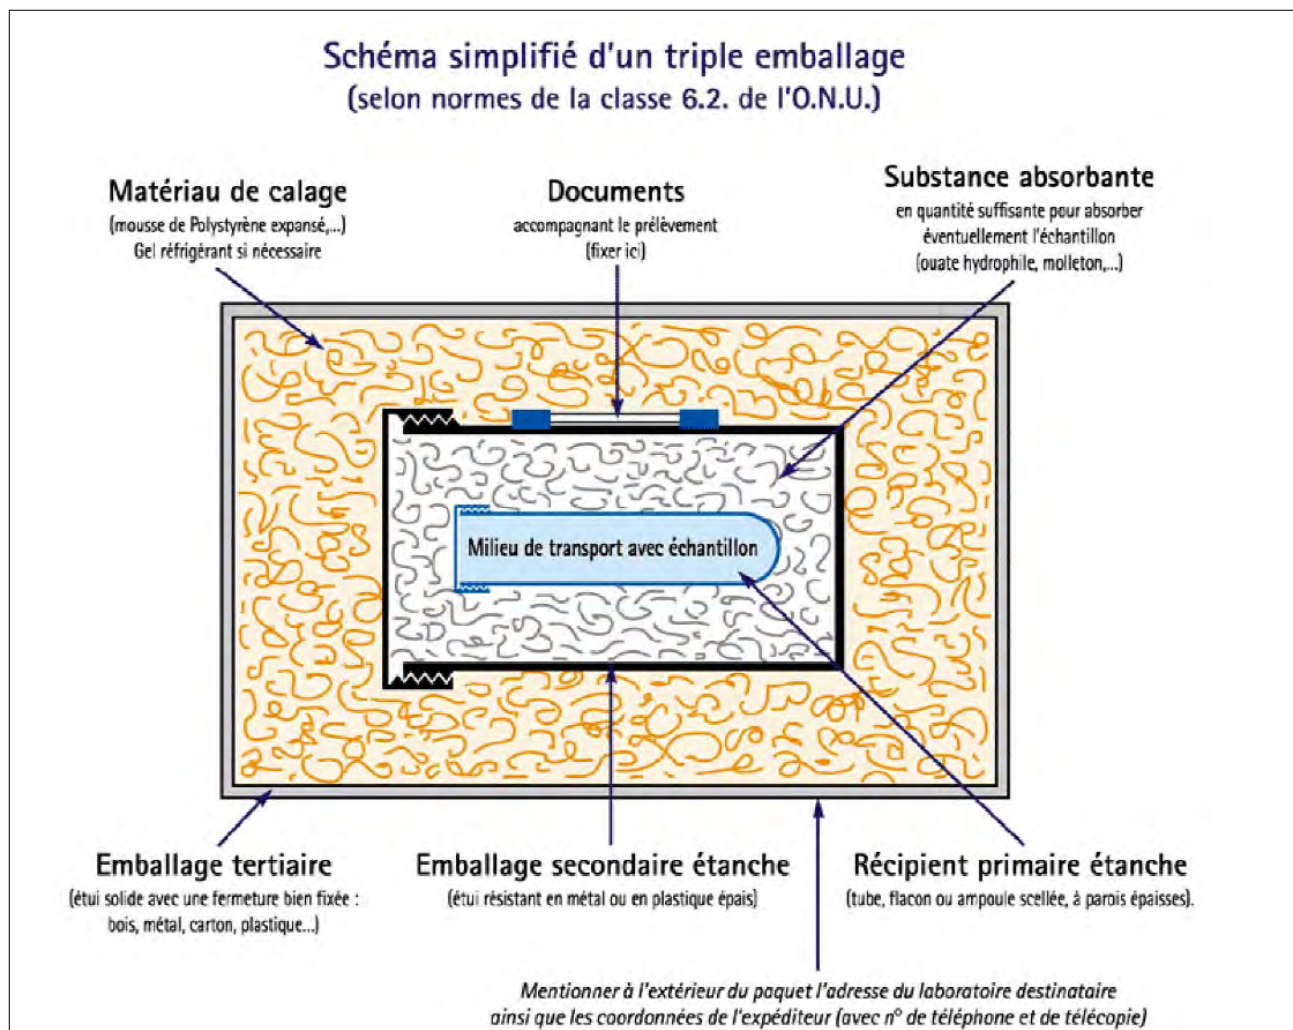 Schéma simplifié d'un triple emballage
(selon normes de la classe 6.2. de l'O.N.U.)
Matériau de calage
(mousse de Polystyrène expansé,...)
Gel réfrigérant si nécessaire
Documents
accompagnant le prélèvement
(fixer ici)
Substance absorbante
en quantité suffisante pour absorber
éventuellement l'échantillon
(ouate hydrophile, molleton,...)
Milieu de transport avec échantillon
Emballage tertiaire
(étui solide avec une fermeture bien fixée :
bois, métal, carton, plastique...)
Emballage secondaire étanche
(étui résistant en métal ou en plastique épais)
Récipient primaire étanche
(tube, flacon ou ampoule scellée, à parois épaisses).
Mentionner à l'extérieur du paquet l'adresse du laboratoire destinataire
ainsi que les coordonnées de l'expéditeur (avec n° de téléphone et de télécopie)